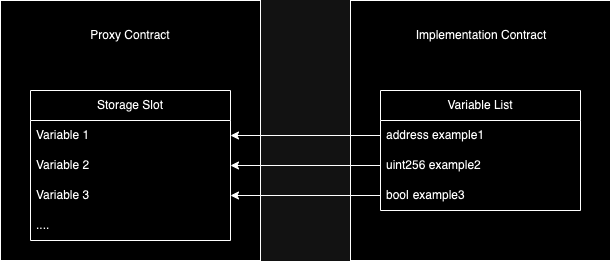 Proxy Contract
Storage Slot
Variable 1
Variable 2
Variable 3
....
Implementation Contract
Variable List
address example1
uint256 example2
bool example3